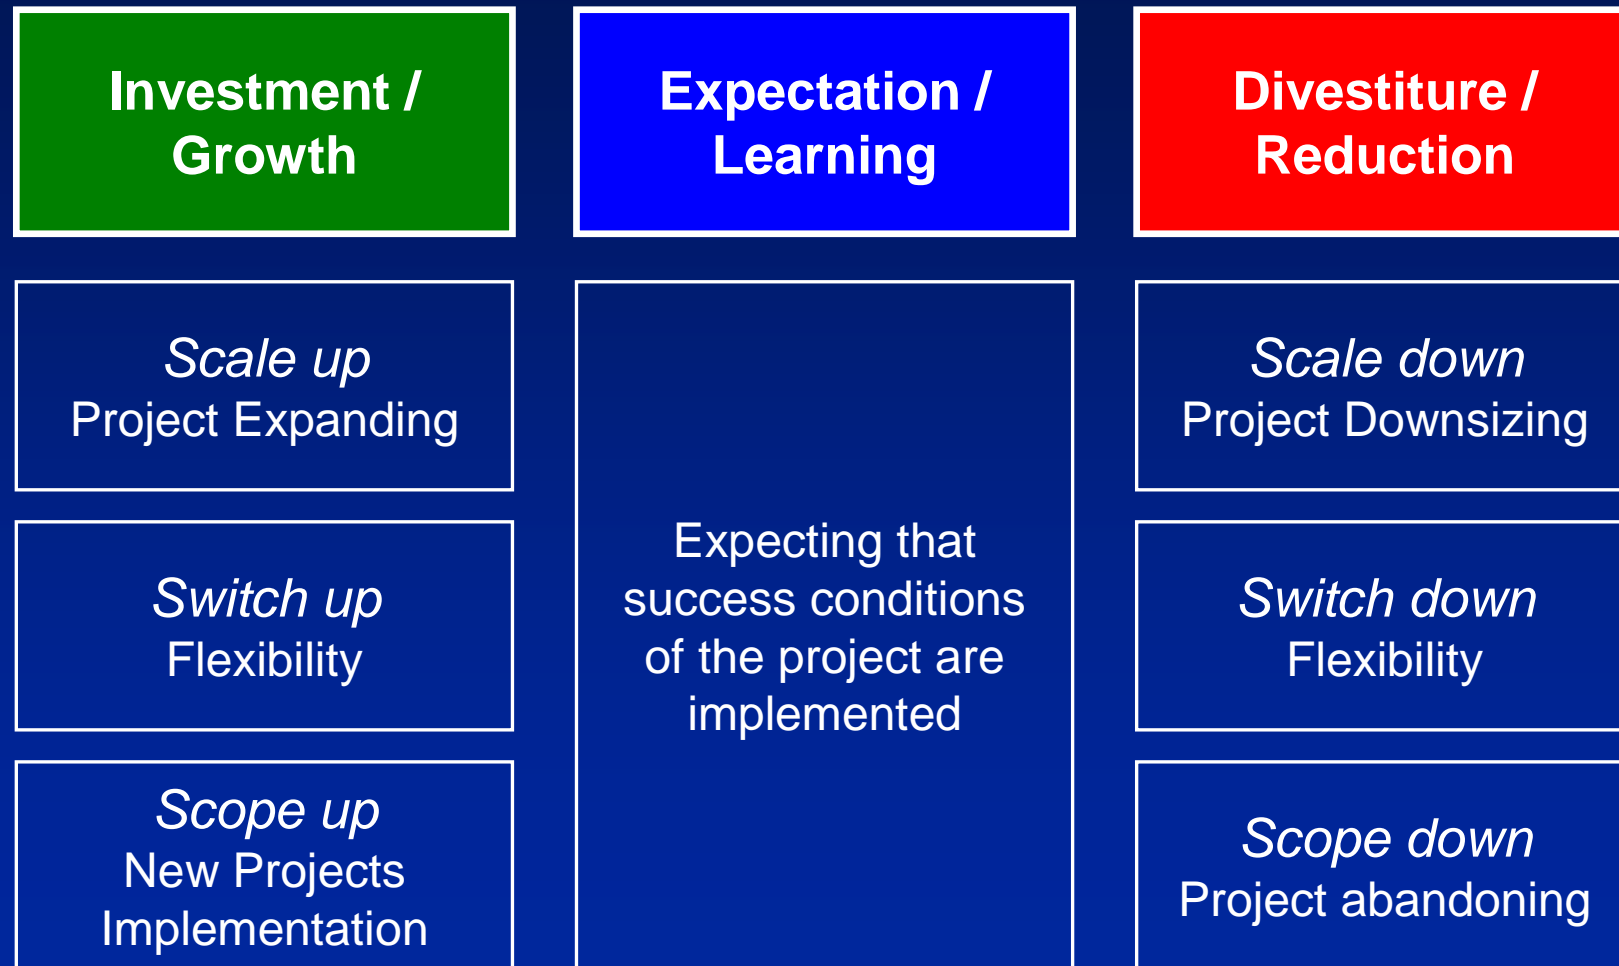 Investment /
Growth
Expectation /
Learning
Divestiture /
Reduction
Scale up
Project Expanding
Switch up
Flexibility
Scope up
New Projects
Implementation
Expecting that
success conditions
of the project are
implemented
Scale down
Project Downsizing
Switch down
Flexibility
Scope down
Project abandoning